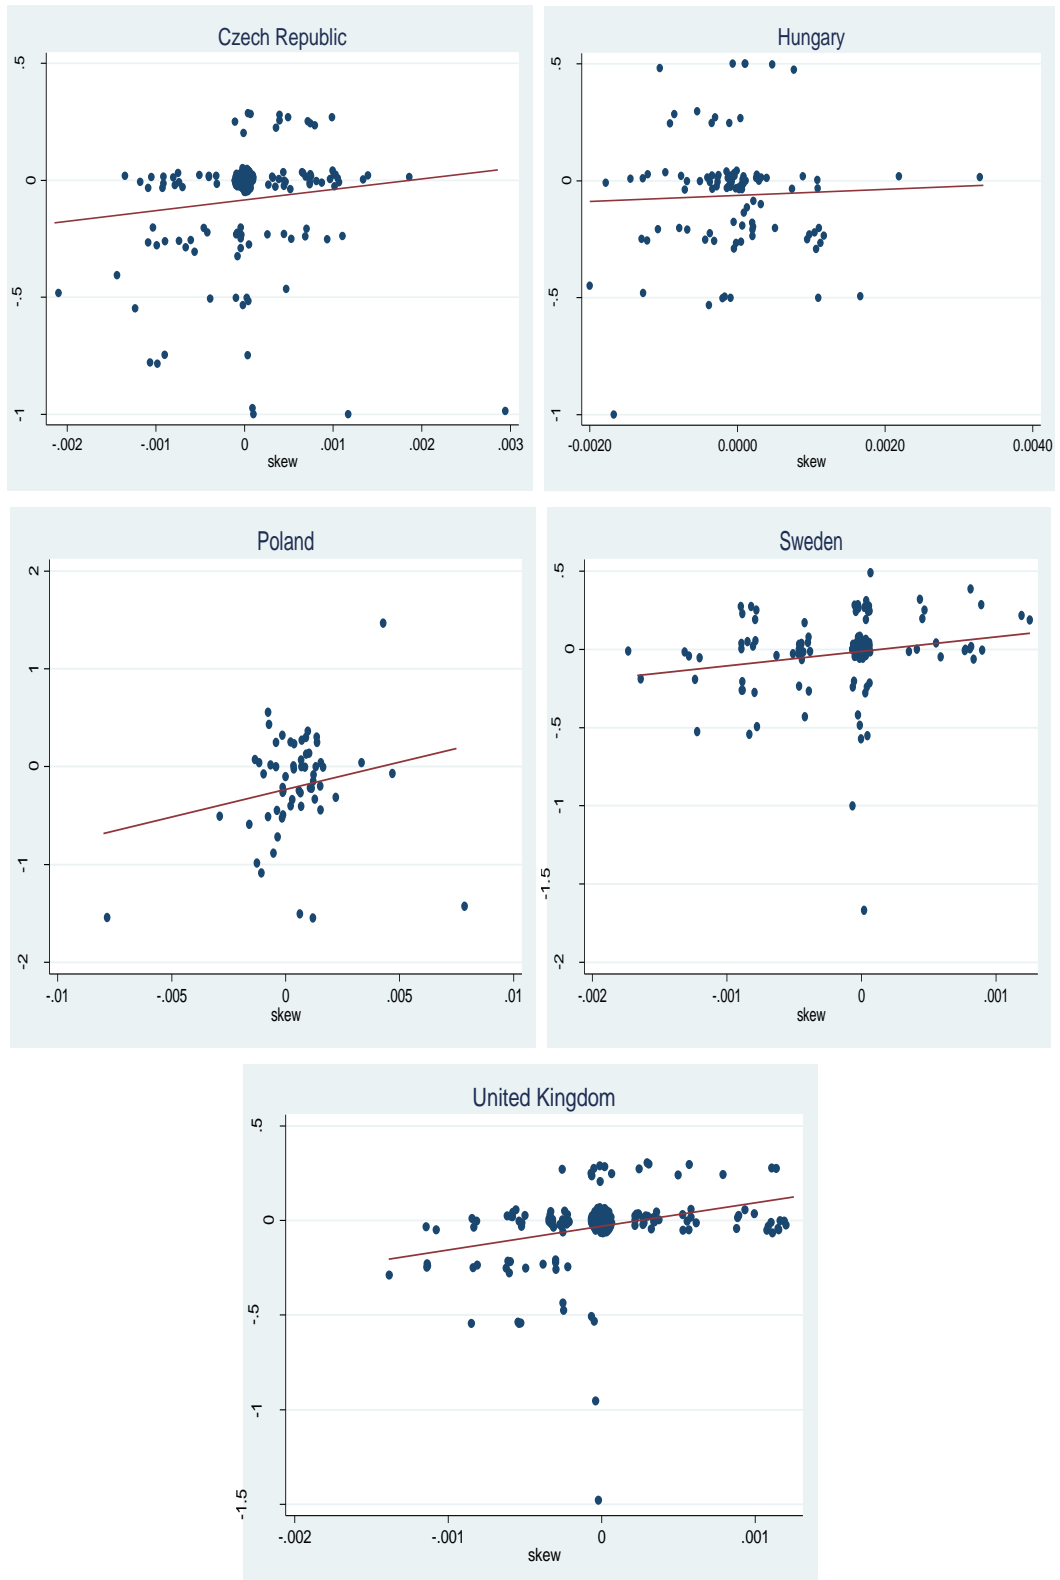 Czech Republic
.5
0
-.5
-1
-.002 -.001 0 .001 .002 .003
skew
Hungary
.5
0
-.5
-1
-0.0020 0.0000 0.0020 0.0040
skew
Poland
2
1
0
-1
-2
-.01 -.005 0 .005 .01
skew
Sweden
.5
0
-.5
-1
-1.5
-2
-.002 -.001 0 .001
skew
United Kingdom
.5
0
-.5
-1
-1.5
-.002 -.001 0 .001
skew